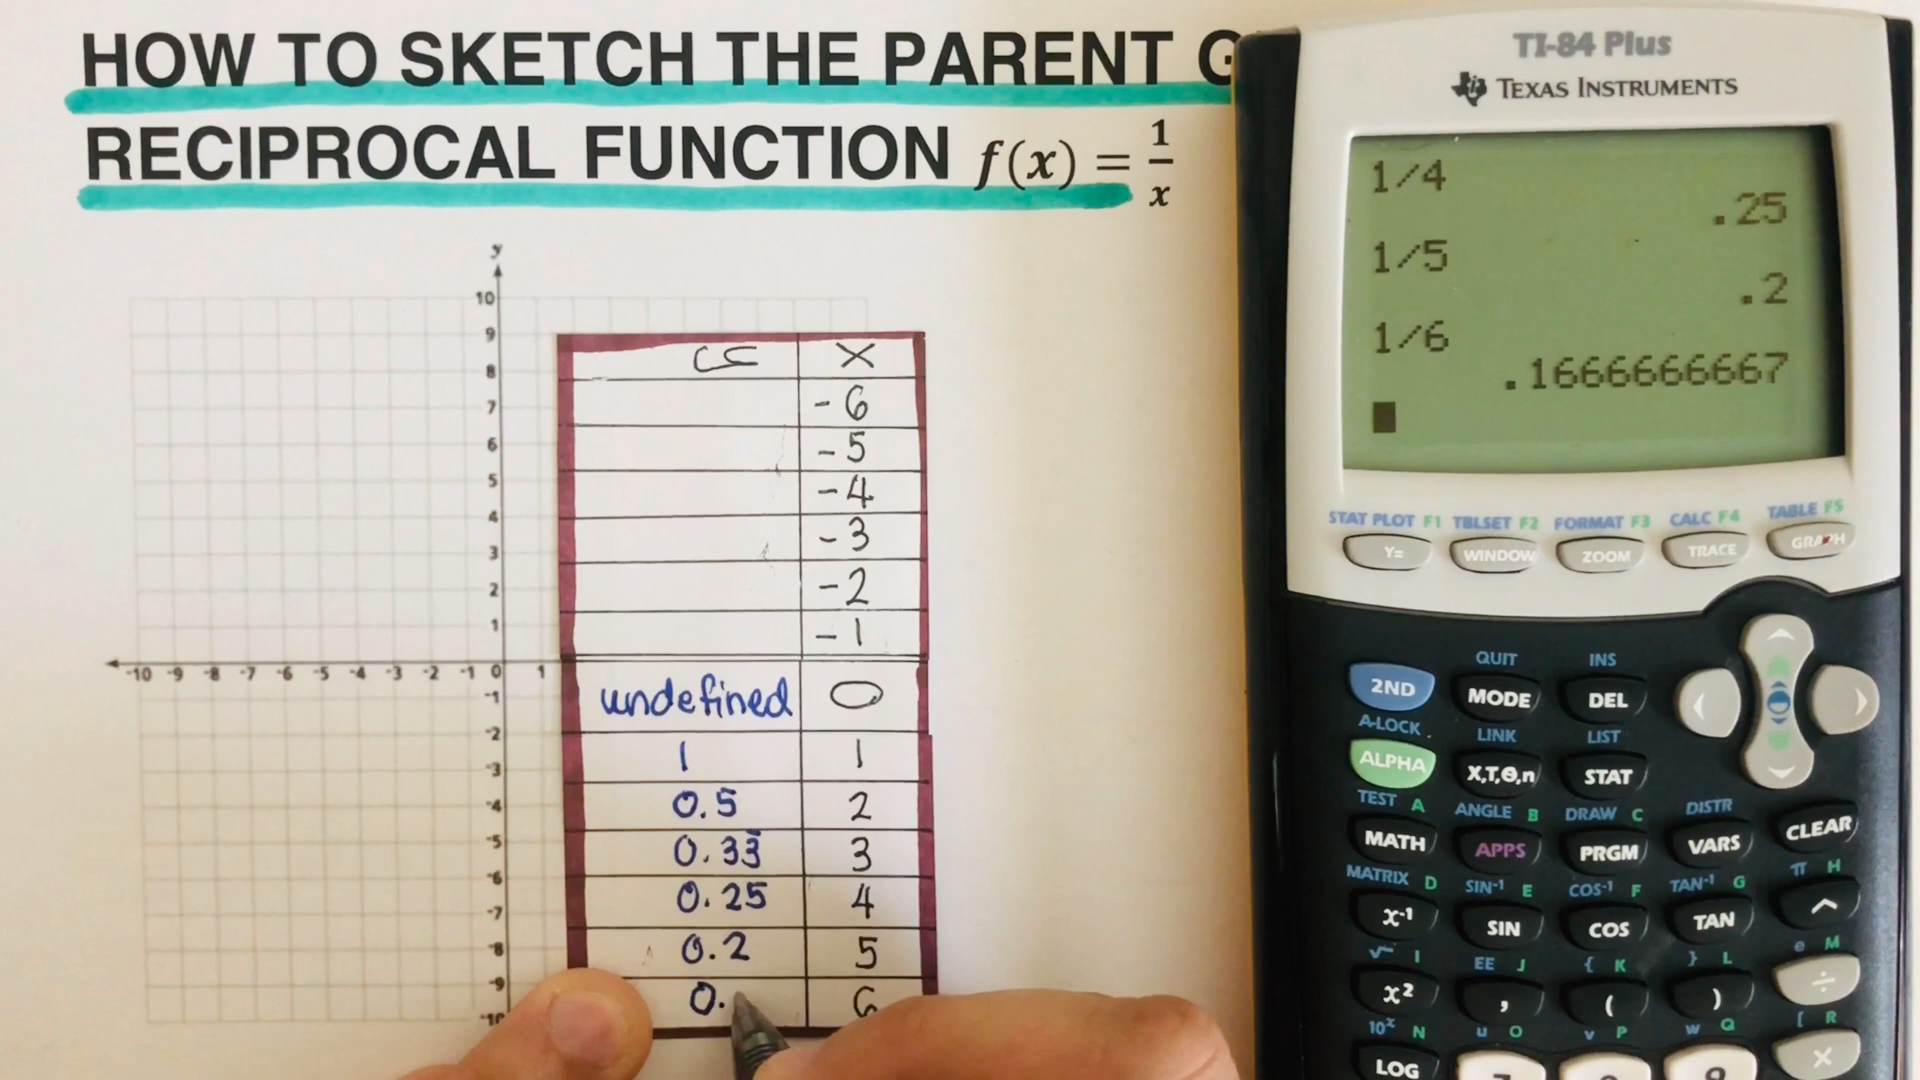 HOW TO SKETCH THE PARENT G
RECIPROCAL FUNCTION f(x) = 1/x
y
10
9
8
7
6
5
4
3
2
1
-10 -9 -8 -7 -6 -5 -4 -3 -2 -1 0 1
-1
-2
-3
-4
-5
-6
-7
-8
-9
-10
y X
-6
-5
-4
-3
-2
-1
undefined 0
1 1
0.5 2
0.33 3
0.25 4
0.2 5
0. 6
TI-84 Plus
TEXAS INSTRUMENTS
1/4
.25
1/5
.2
1/6
.1666666667
STAT PLOT F1 TBLSET F2 FORMAT F3 CALC F4 TABLE F5
Y= WINDOW ZOOM TRACE GRAPH
QUIT INS
2ND MODE DEL
A-LOCK LINK LIST
ALPHA X,T,Θ,n STAT
TEST A ANGLE B DRAW C DISTR
MATH APPS PRGM VARS CLEAR
MATRIX D SIN⁻¹ E COS⁻¹ F TAN⁻¹ G π H
x⁻¹ SIN COS TAN ^
√ I EE J { K } L e M
x² , ( ) ÷
10ˣ N u O v P w Q [ R
LOG ×